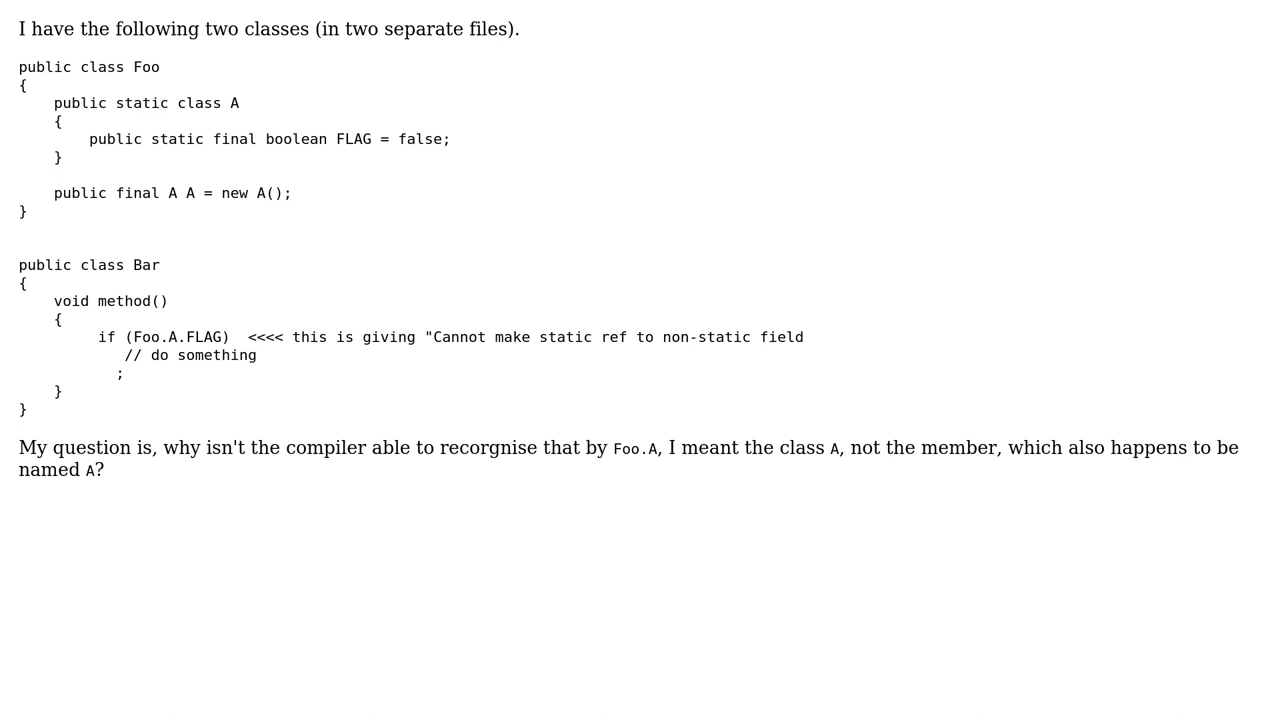 I have the following two classes (in two separate files).
public class Foo
{
    public static class A
    {
        public static final boolean FLAG = false;
    }
    public final A A = new A();
}
public class Bar
{
    void method()
    {
         if (Foo.A.FLAG)  <<<< this is giving "Cannot make static ref to non-static field
            // do something
           ;
    }
}
My question is, why isn't the compiler able to recorgnise that by Foo.A, I meant the class A, not the member, which also happens to be
named A?